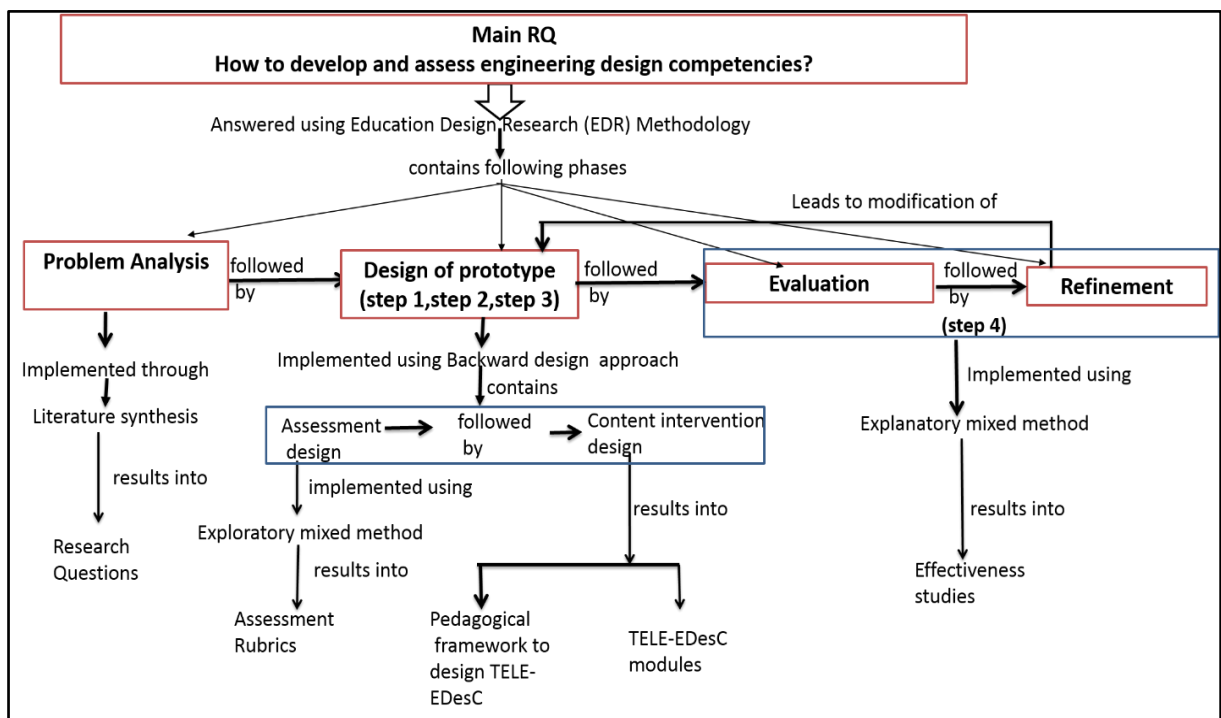 Main RQ
How to develop and assess engineering design competencies?
Answered using Education Design Research (EDR) Methodology
contains following phases
Leads to modification of
Problem Analysis
followed
by
Design of prototype
(step 1,step 2,step 3)
followed
by
Evaluation
followed
by
Refinement
(step 4)
Implemented through
Literature synthesis
results into
Research
Questions
Implemented using Backward design approach
contains
Assessment
design
followed
by
Content intervention
design
implemented using
Exploratory mixed method
results into
Assessment
Rubrics
results into
Pedagogical
framework to
design TELE-
EDesC
TELE-EDesC
modules
Implemented using
Explanatory mixed method
results into
Effectiveness
studies